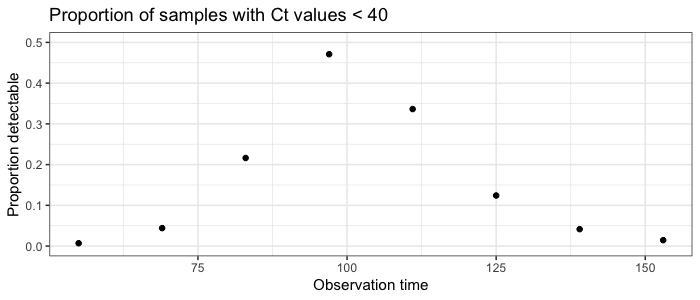 Proportion of samples with Ct values < 40
0.5
0.4
0.3
0.2
0.1
0.0
Proportion detectable
75 100 125 150
Observation time